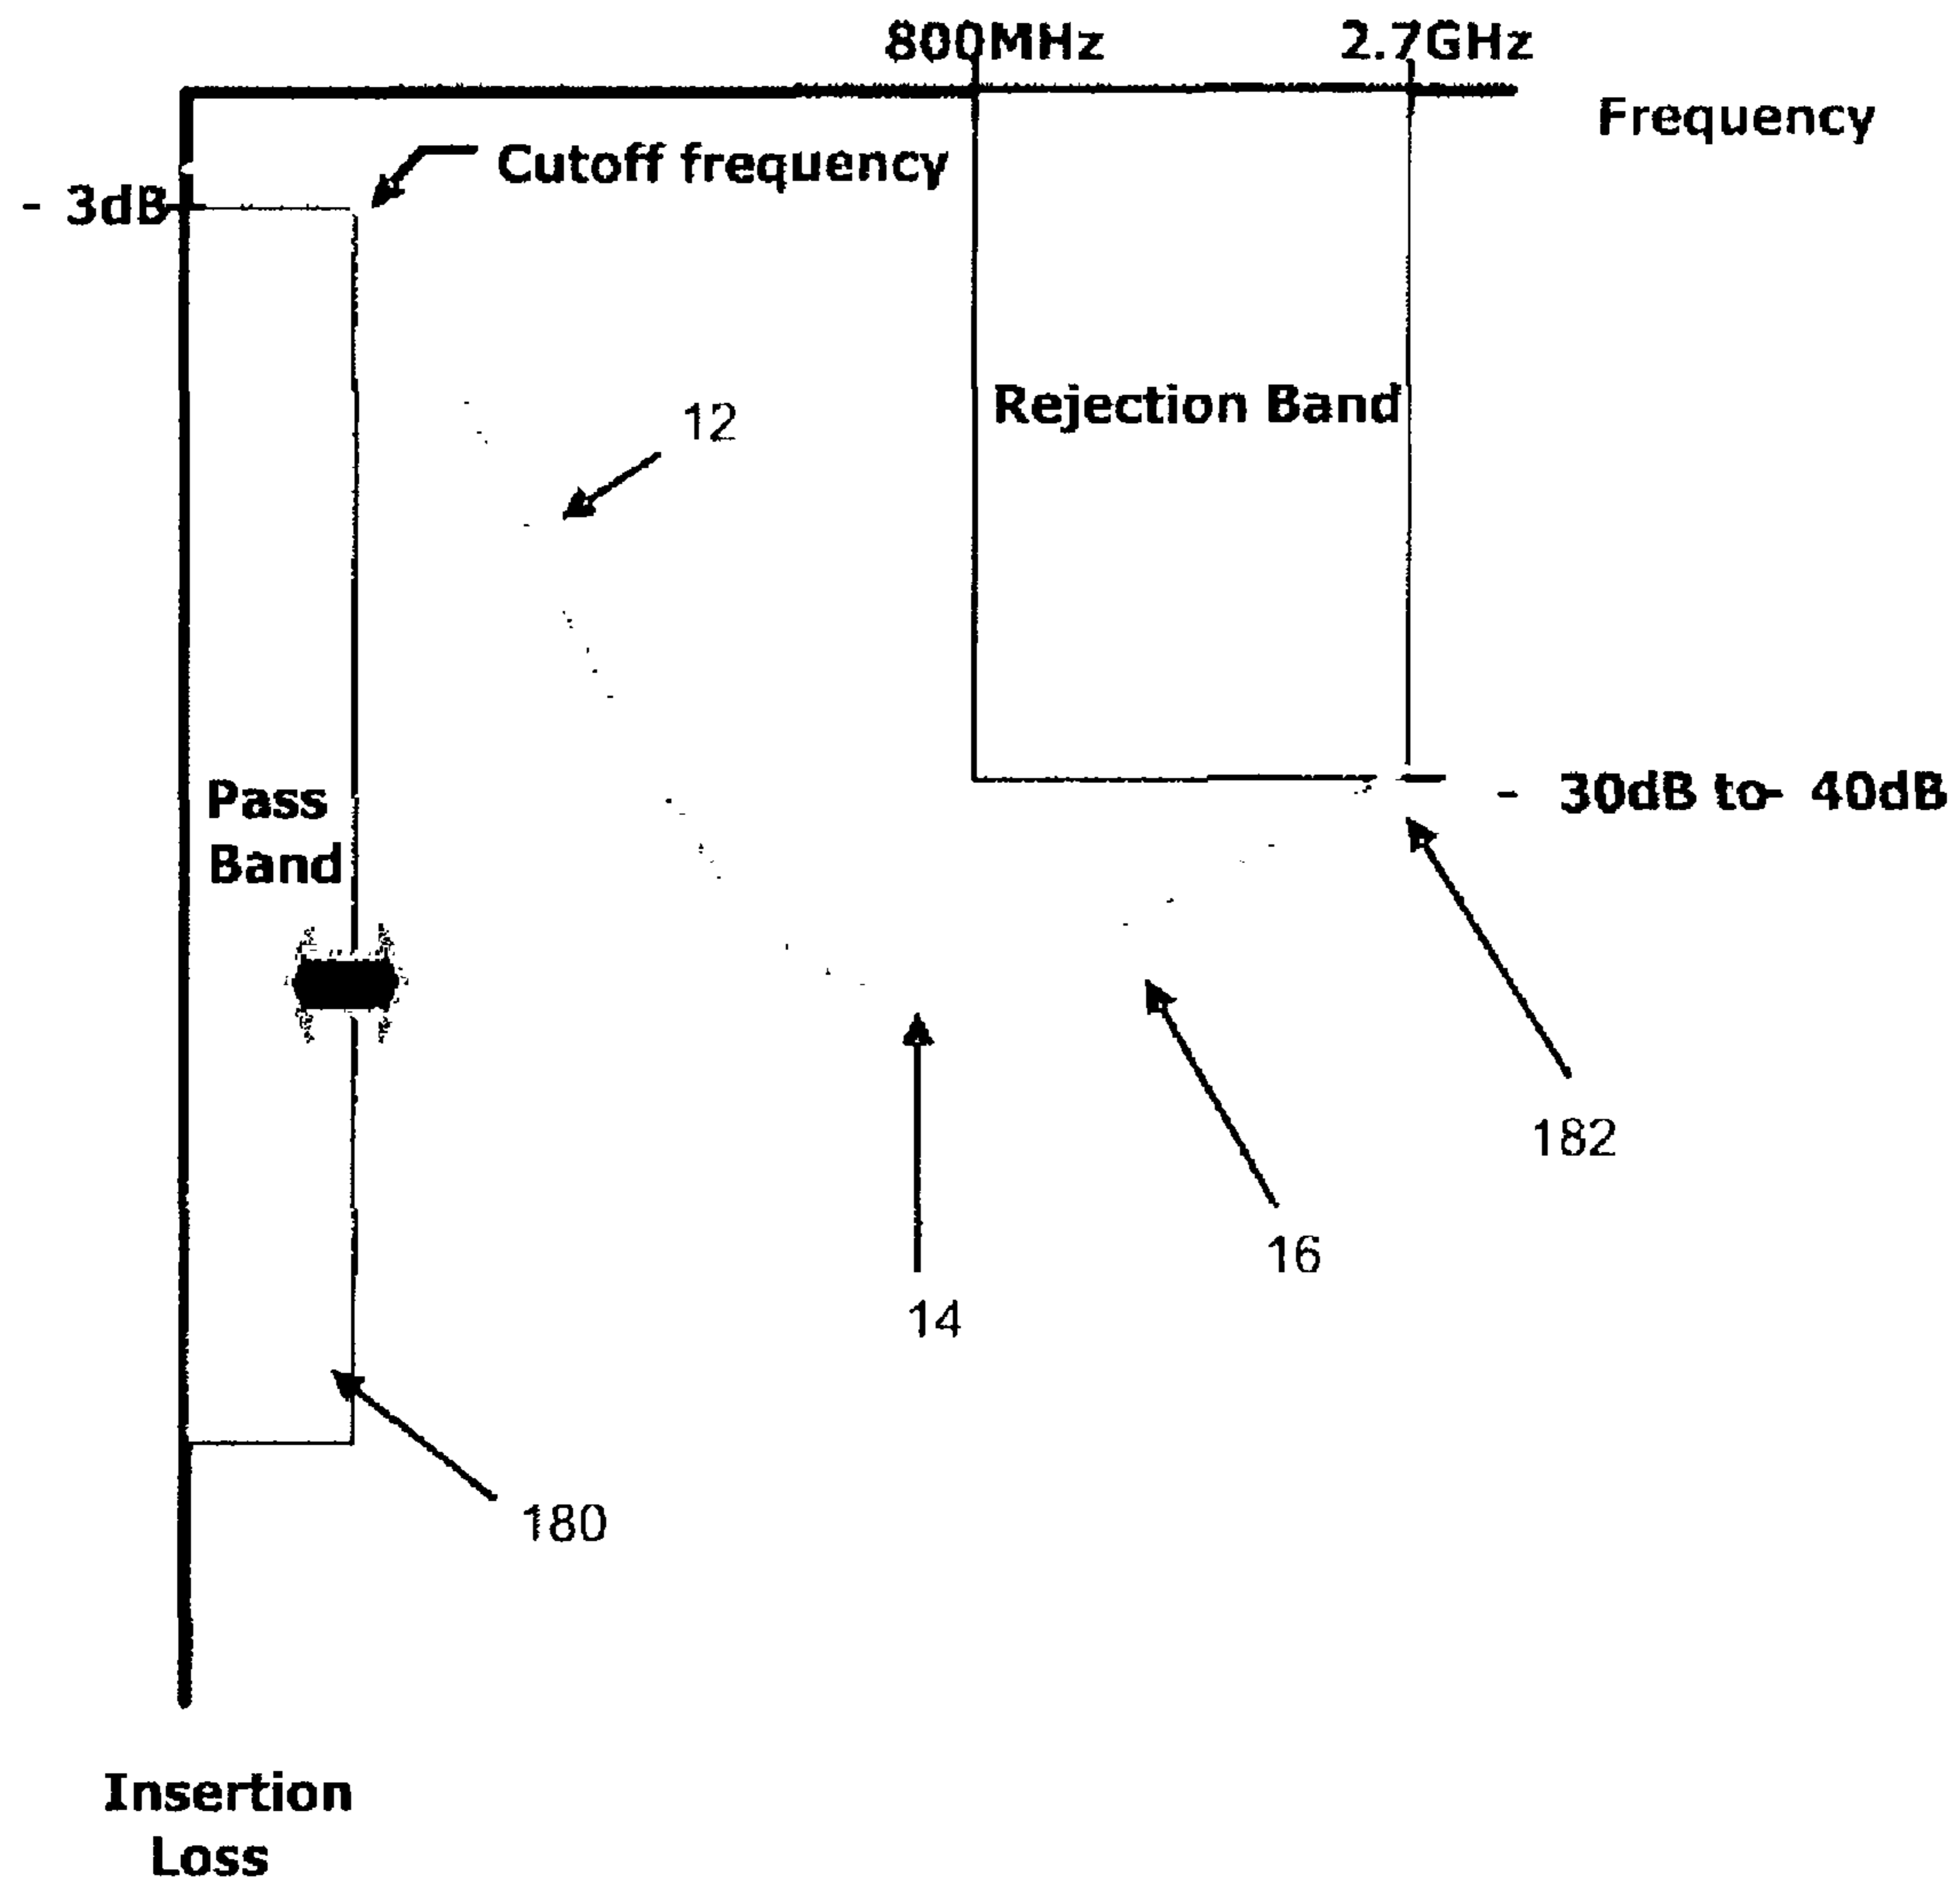 800MHz
2.7GHz
Frequency
Cutoff frequency
- 3dB
12
Rejection Band
Pass
Band
- 30dB to- 40dB
182
16
14
180
Insertion
Loss